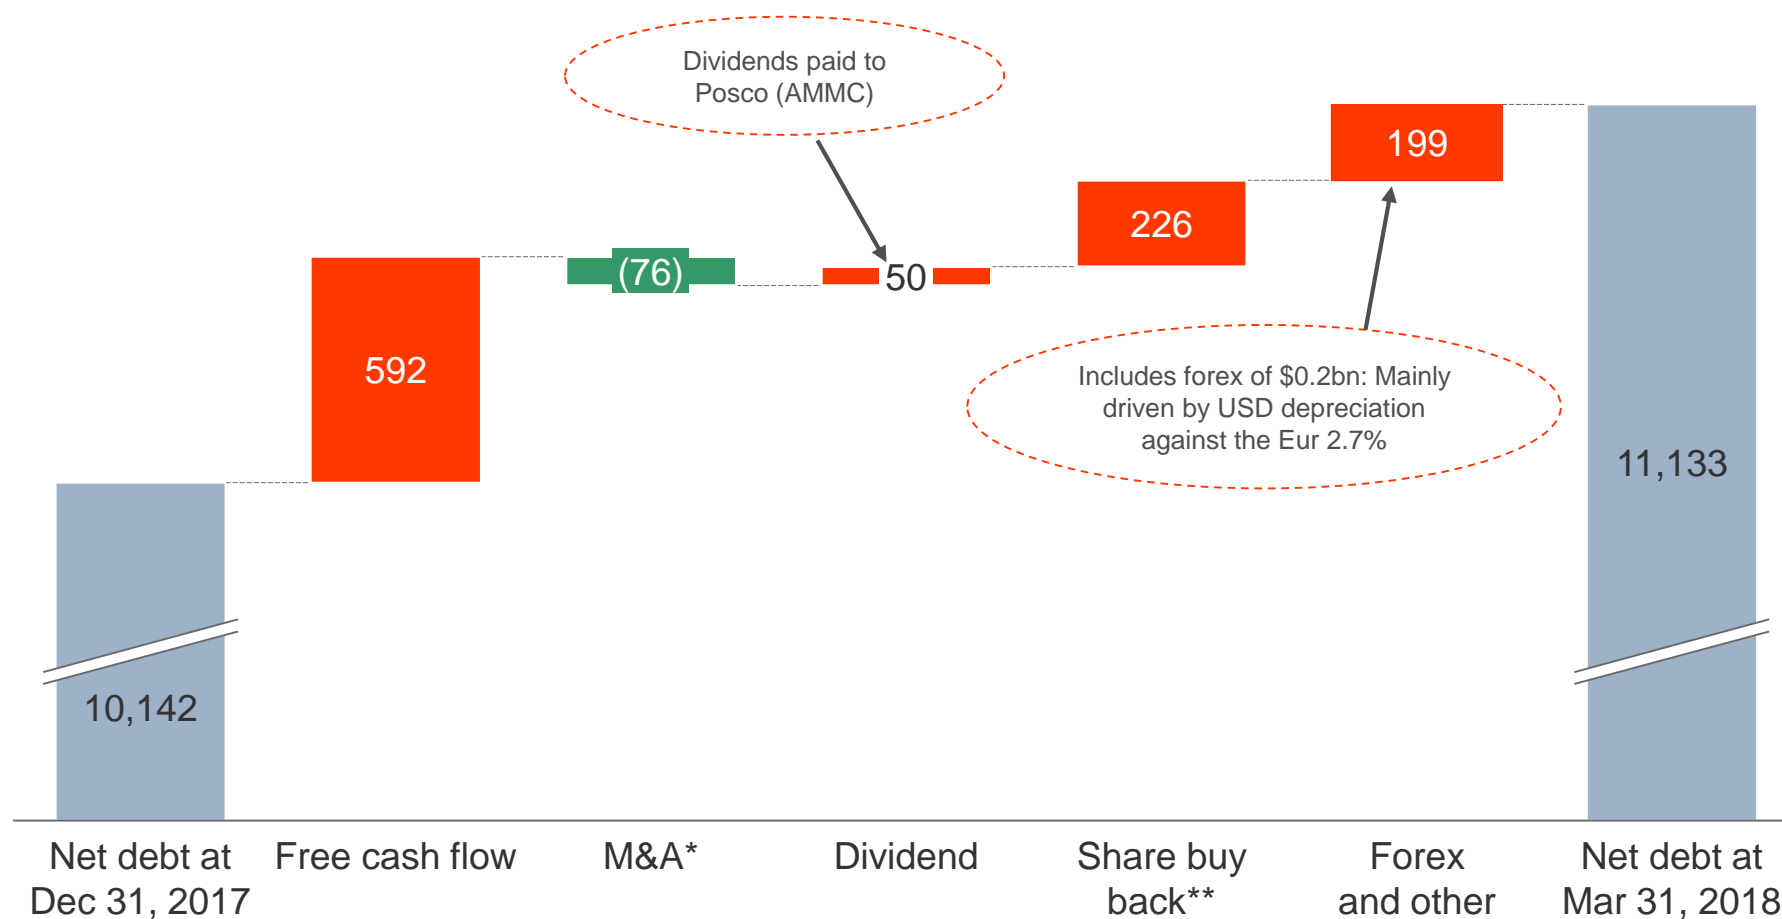 Dividends paid to
Posco (AMMC)
199
226
(76)
50
592
Includes forex of $0.2bn: Mainly
driven by USD depreciation
against the Eur 2.7%
11,133
10,142
Net debt at
Dec 31, 2017
Free cash flow
M&A*
Dividend
Share buy
back**
Forex
and other
Net debt at
Mar 31, 2018